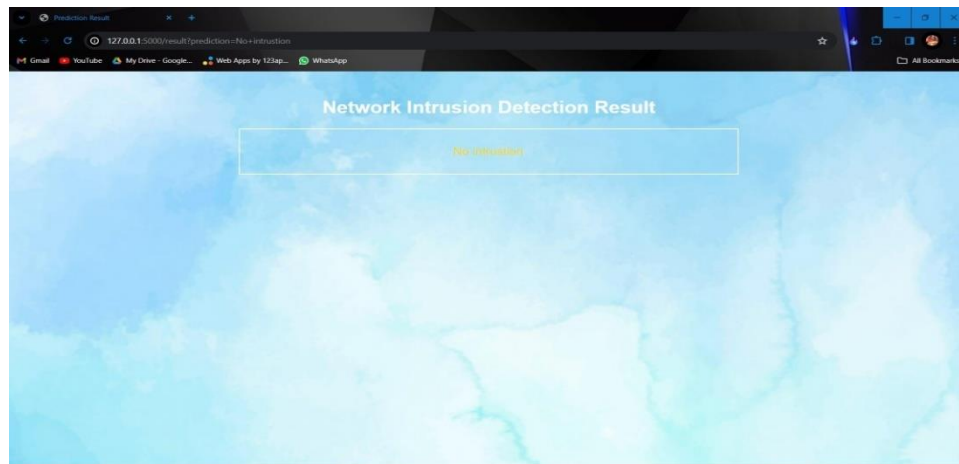 Prediction Result
127.0.0.1:5000/result?prediction=No+intrustion
Gmail YouTube My Drive - Google... Web Apps by 123ap... WhatsApp All Bookmarks
Network Intrusion Detection Result
No intrustion